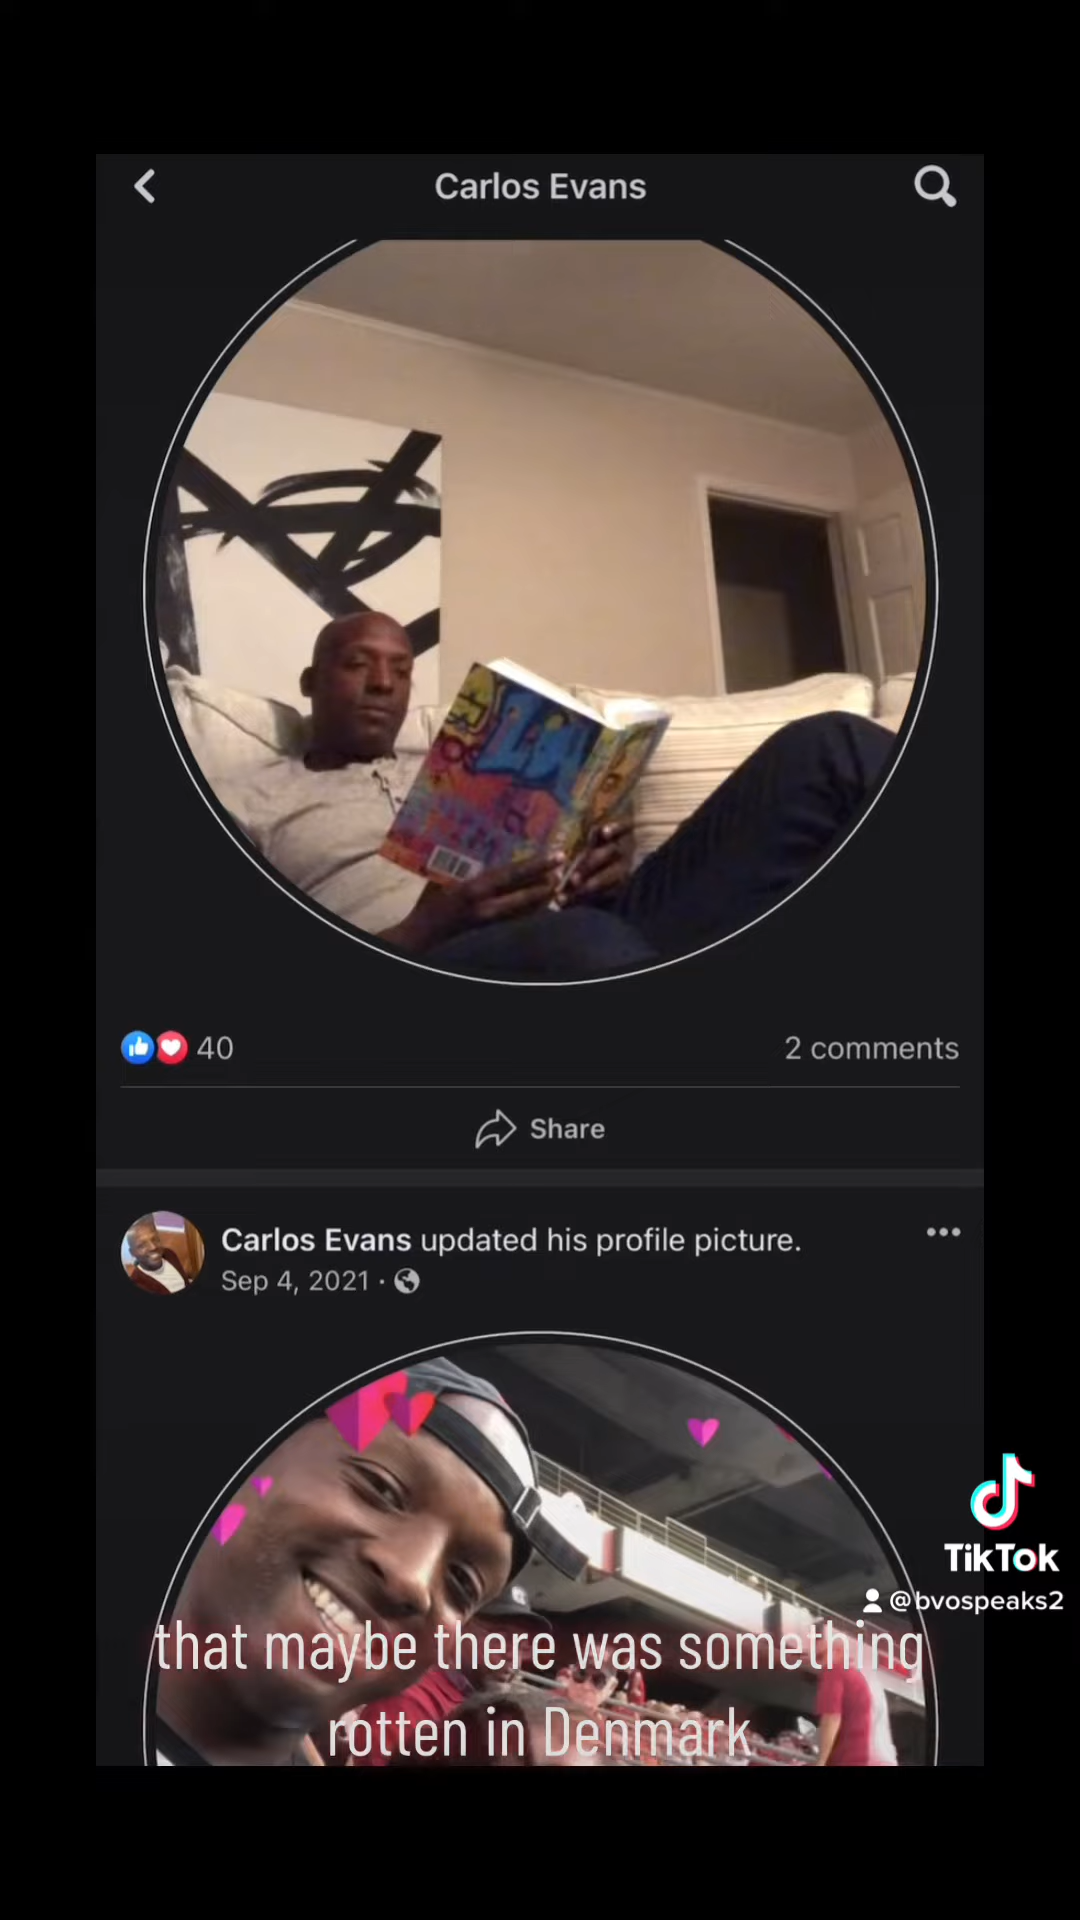 Carlos Evans
40
2 comments
Share
Carlos Evans updated his profile picture.
Sep 4, 2021 ·
TikTok
@bvospeaks2
that maybe there was something
rotten in Denmark